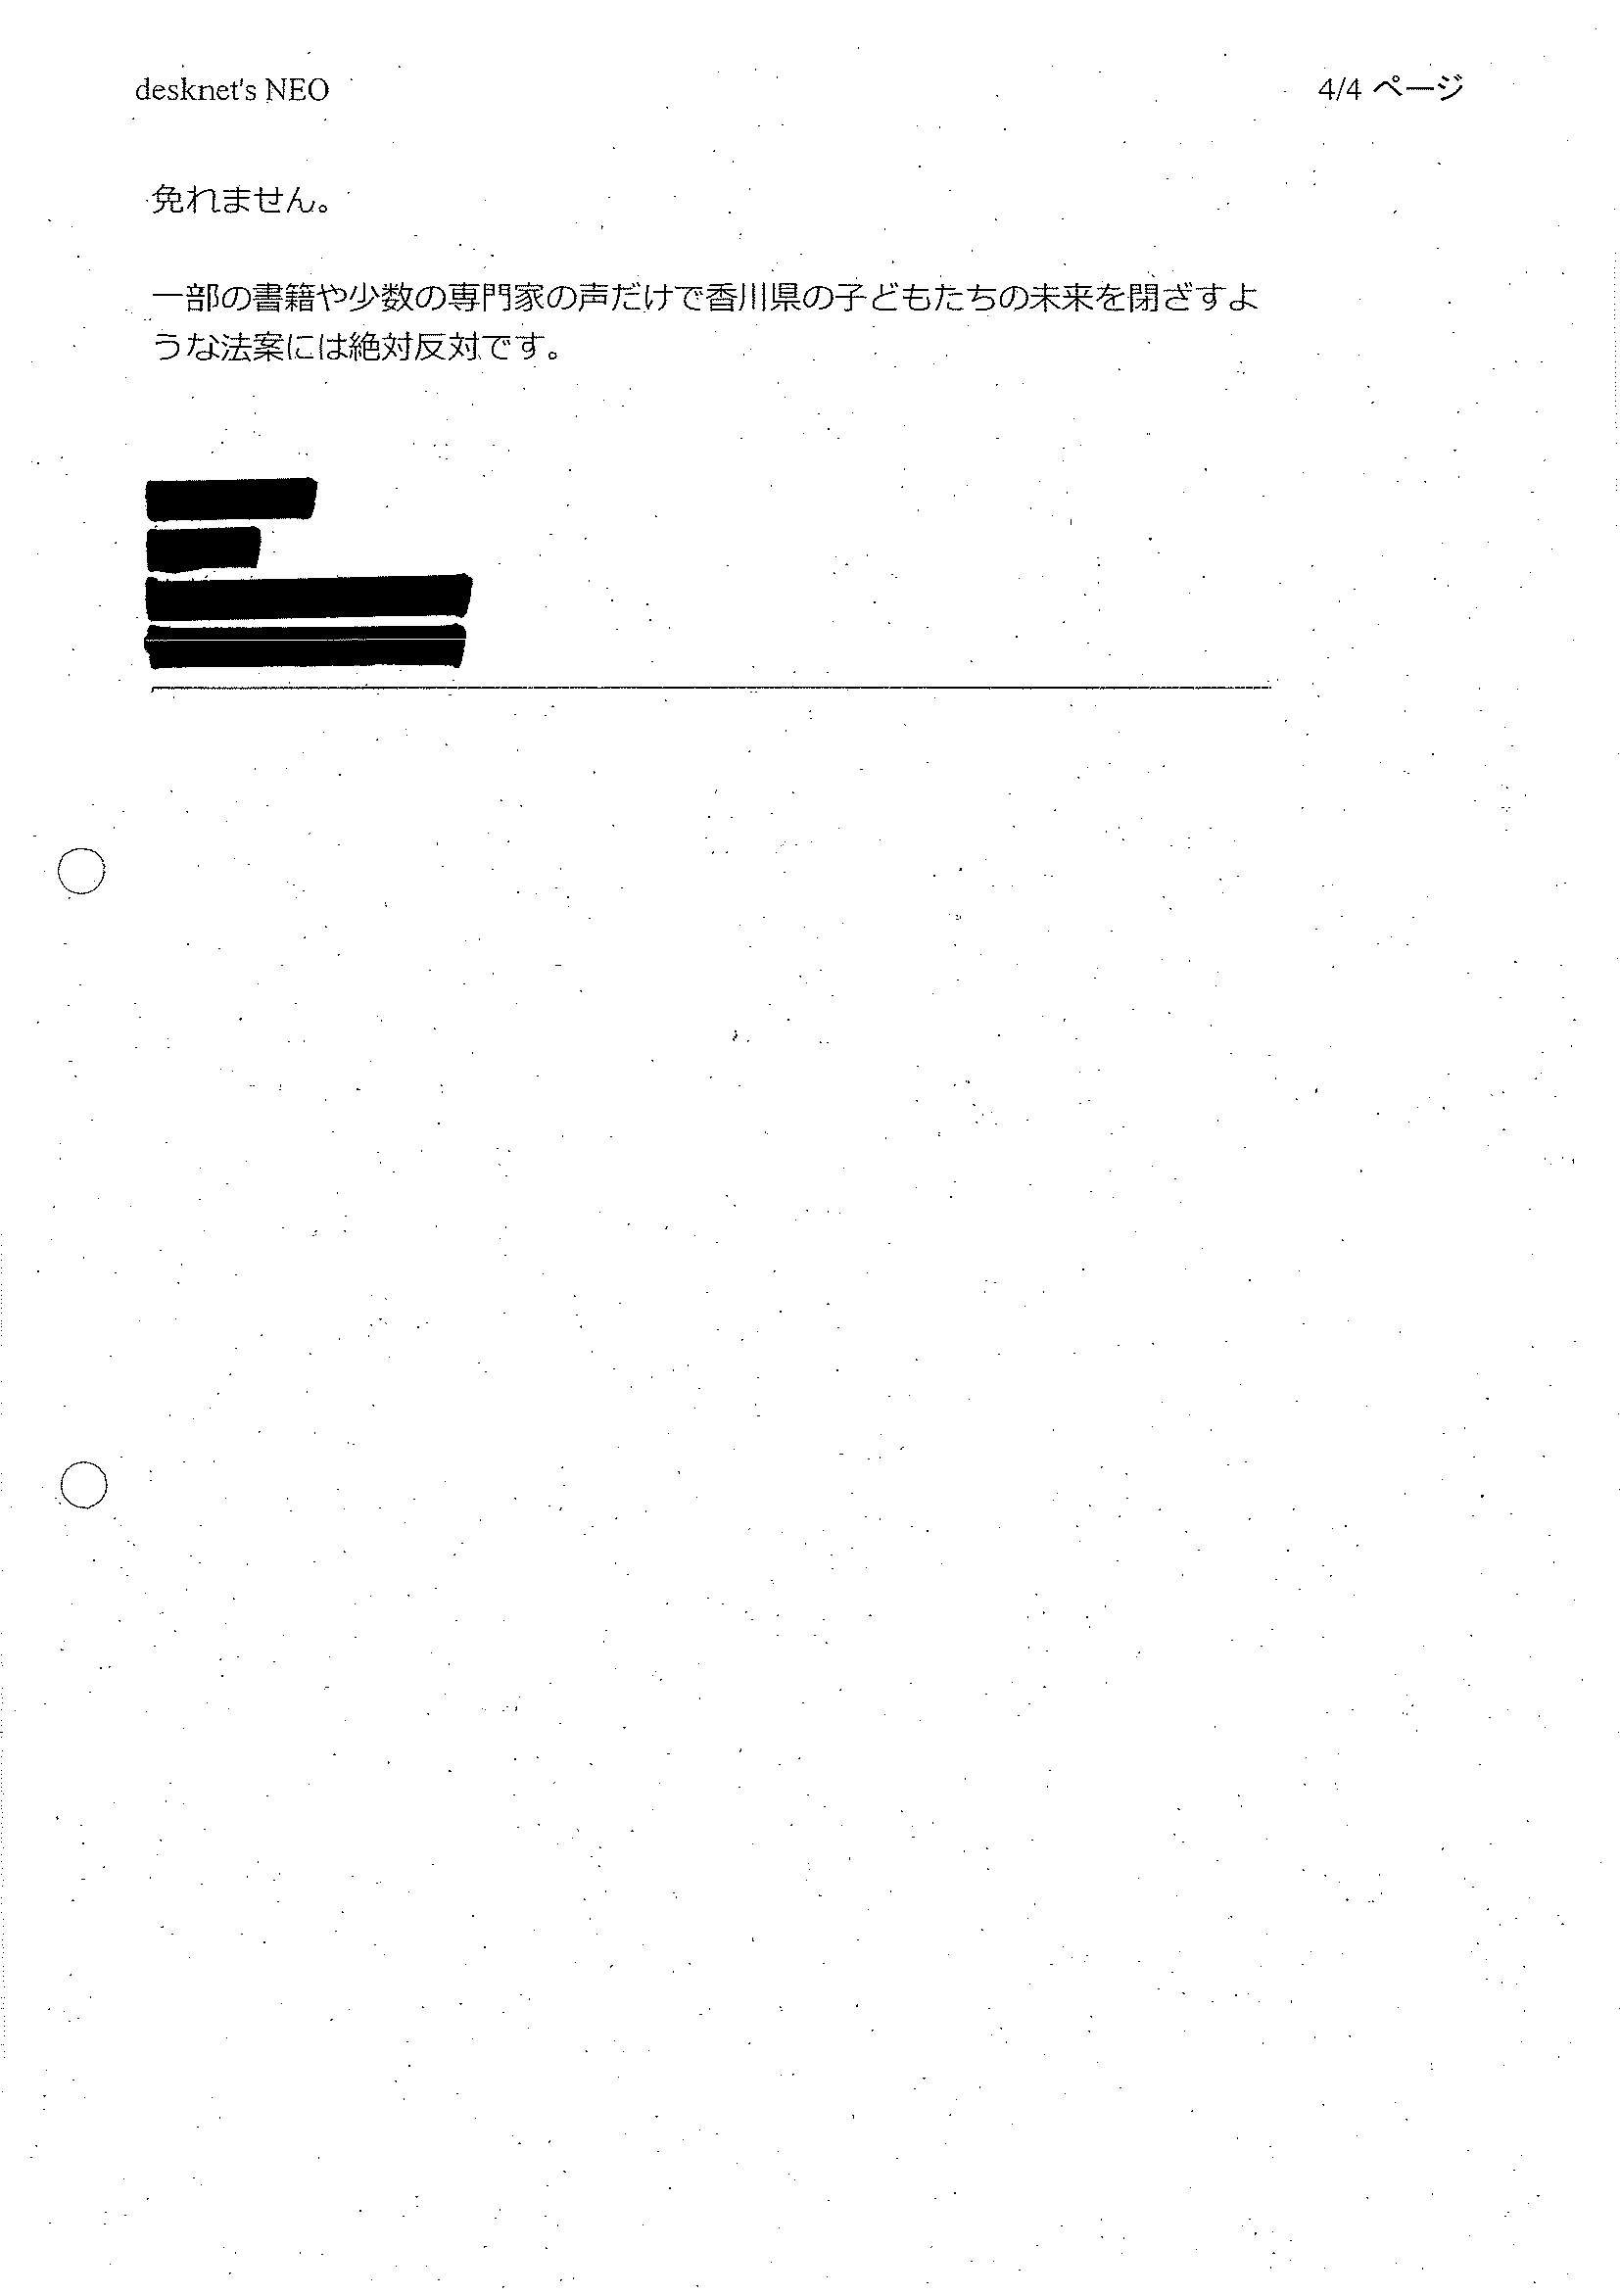 desknet's NEO
4/4 ページ
免れません。
一部の書籍や少数の専門家の声だけで香川県の子どもたちの未来を閉ざすよ
うな法案には絶対反対です。